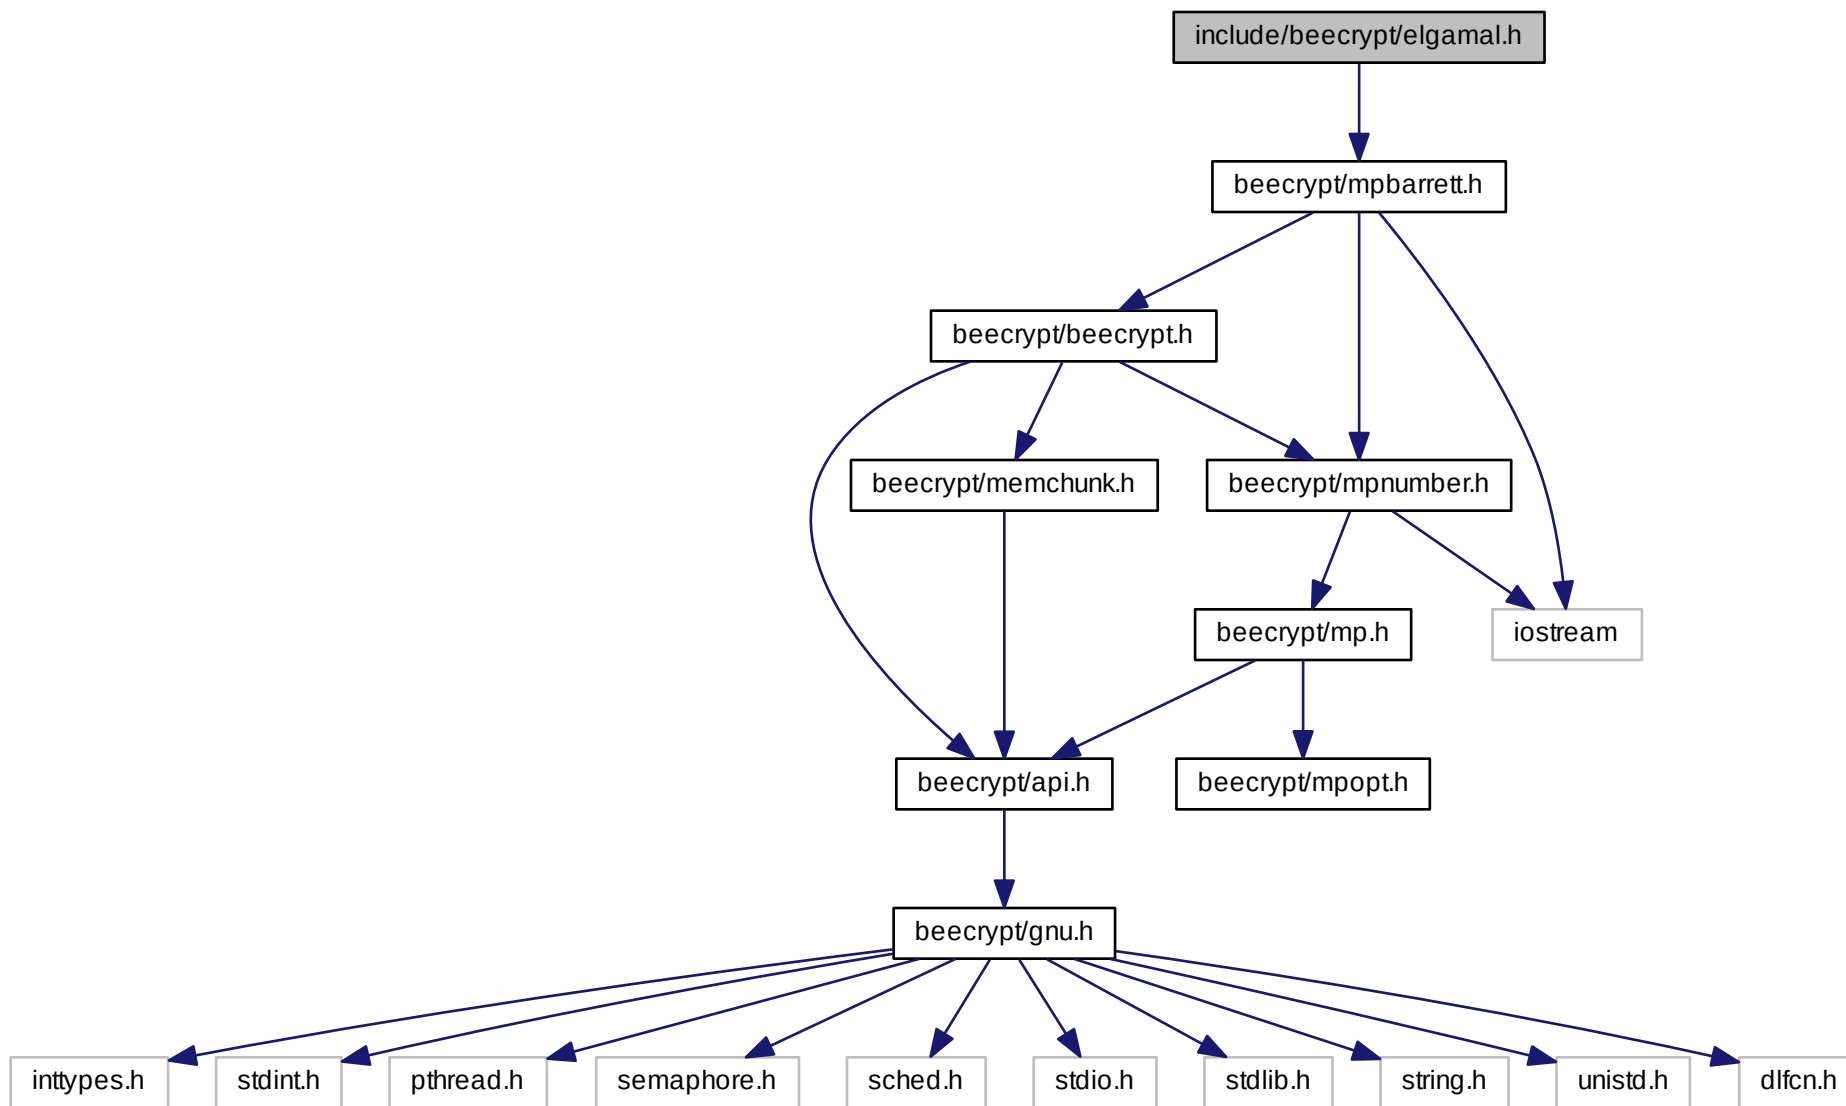 include/beecrypt/elgamal.h
beecrypt/mpbarrett.h
beecrypt/beecrypt.h
beecrypt/memchunk.h
beecrypt/mpnumber.h
beecrypt/mp.h
iostream
beecrypt/api.h
beecrypt/mpopt.h
beecrypt/gnu.h
inttypes.h
stdint.h
pthread.h
semaphore.h
sched.h
stdio.h
stdlib.h
string.h
unistd.h
dlfcn.h